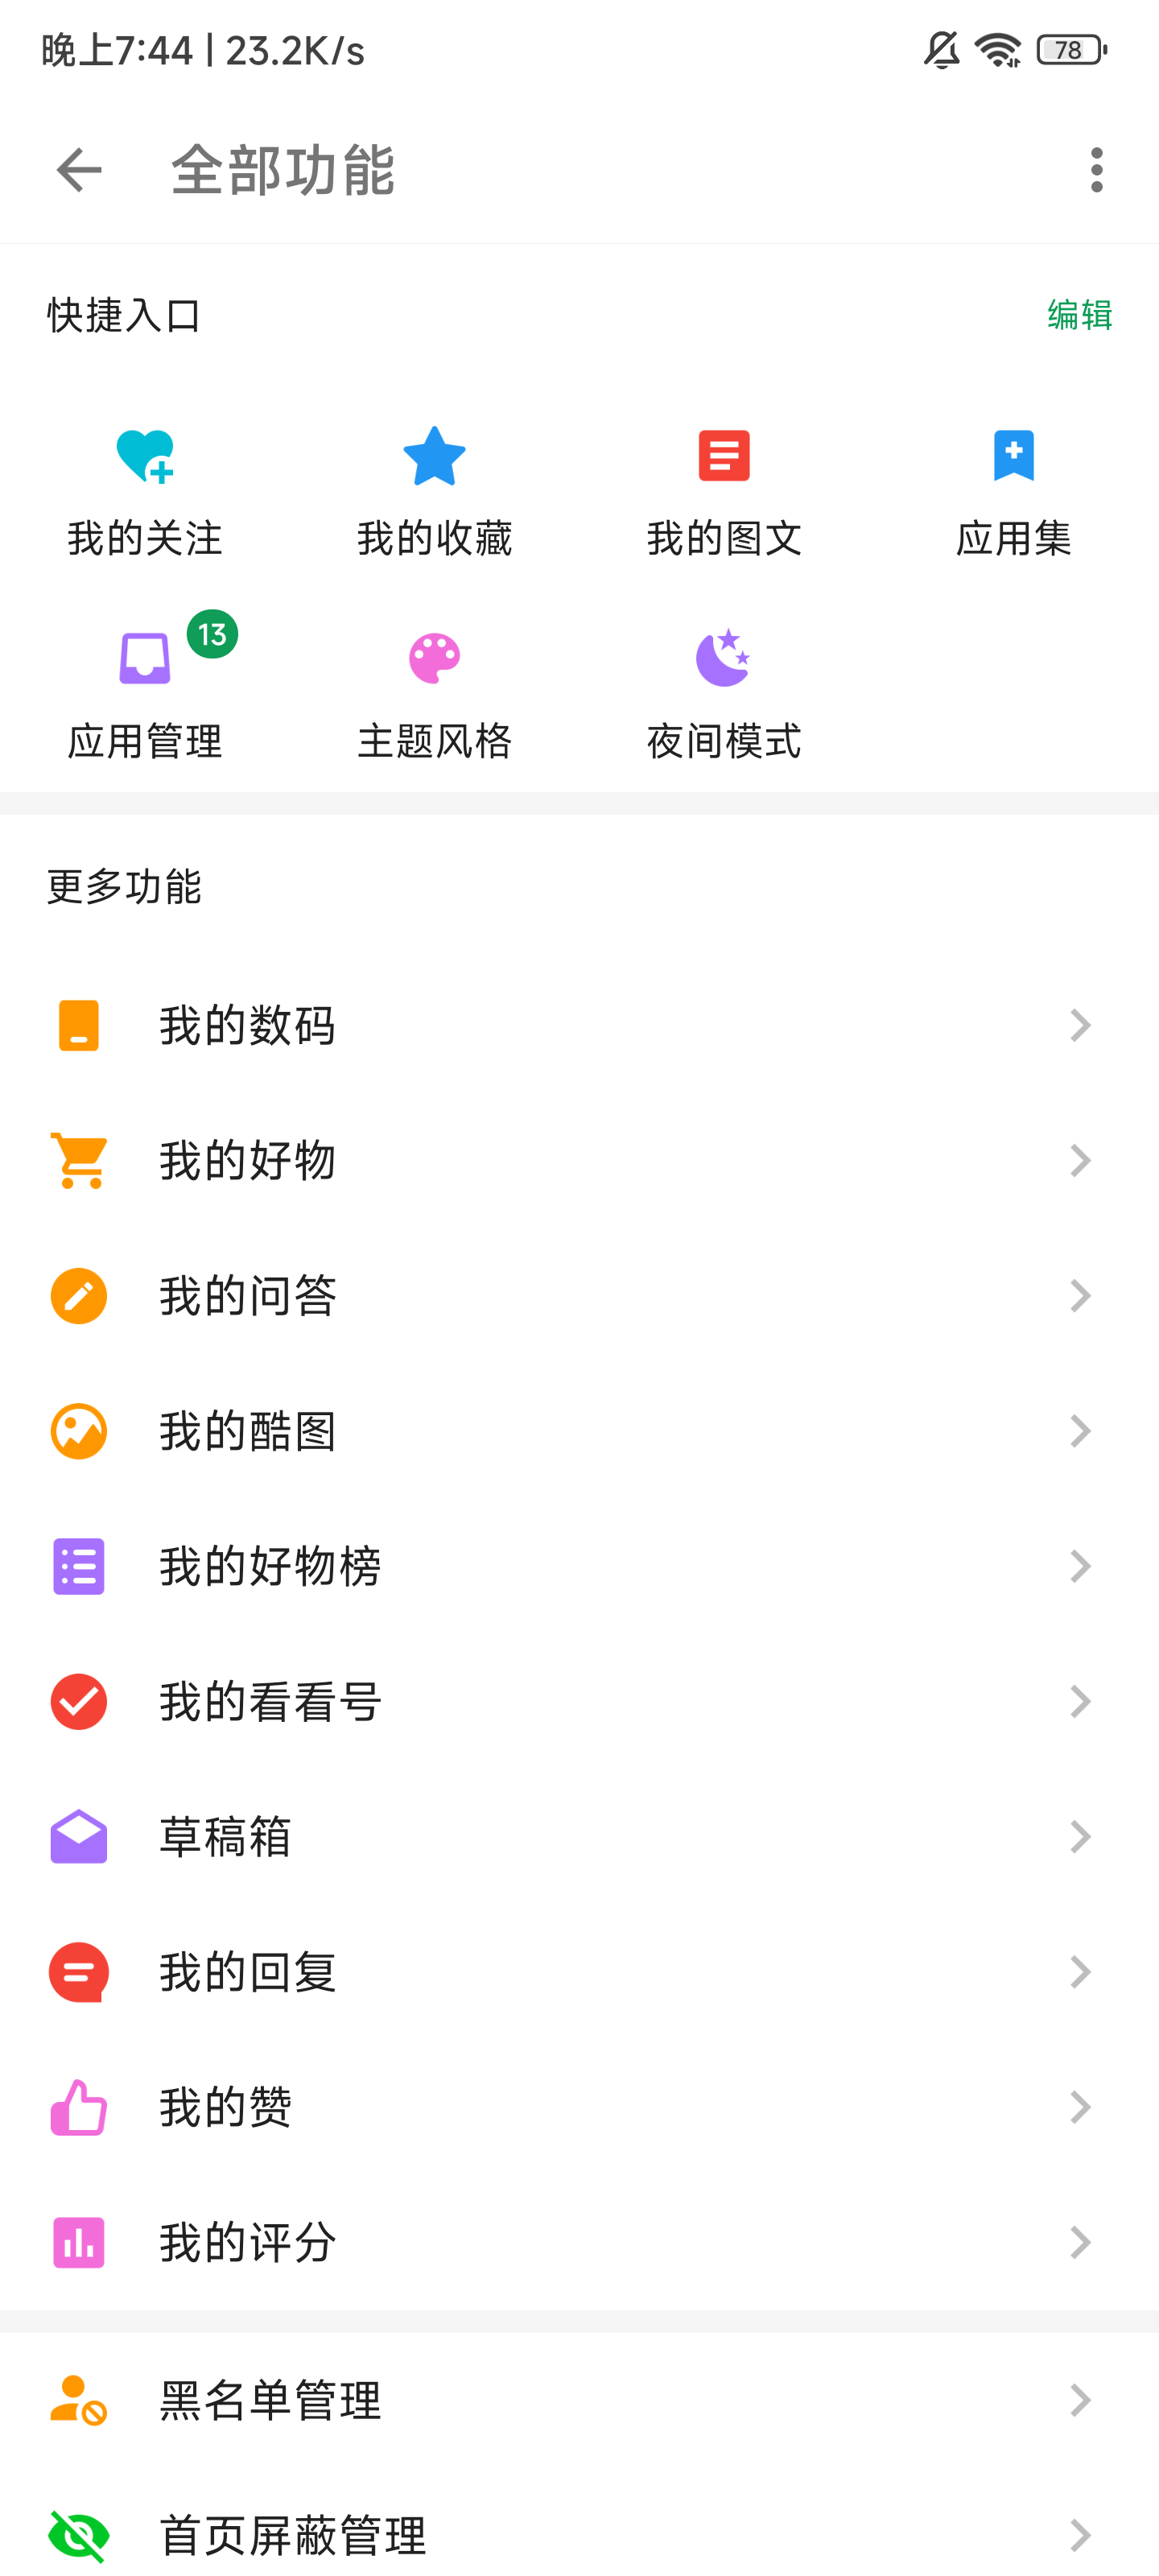 晚上7:44 | 23.2K/s
78
全部功能
快捷入口
编辑
我的关注
我的收藏
我的图文
应用集
13
应用管理
主题风格
夜间模式
更多功能
我的数码
我的好物
我的问答
我的酷图
我的好物榜
我的看看号
草稿箱
我的回复
我的赞
我的评分
黑名单管理
首页屏蔽管理